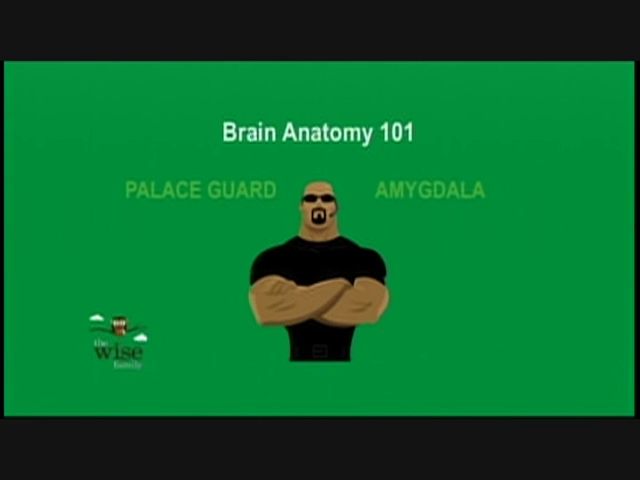 Brain Anatomy 101
PALACE GUARD AMYGDALA
the
wise
family